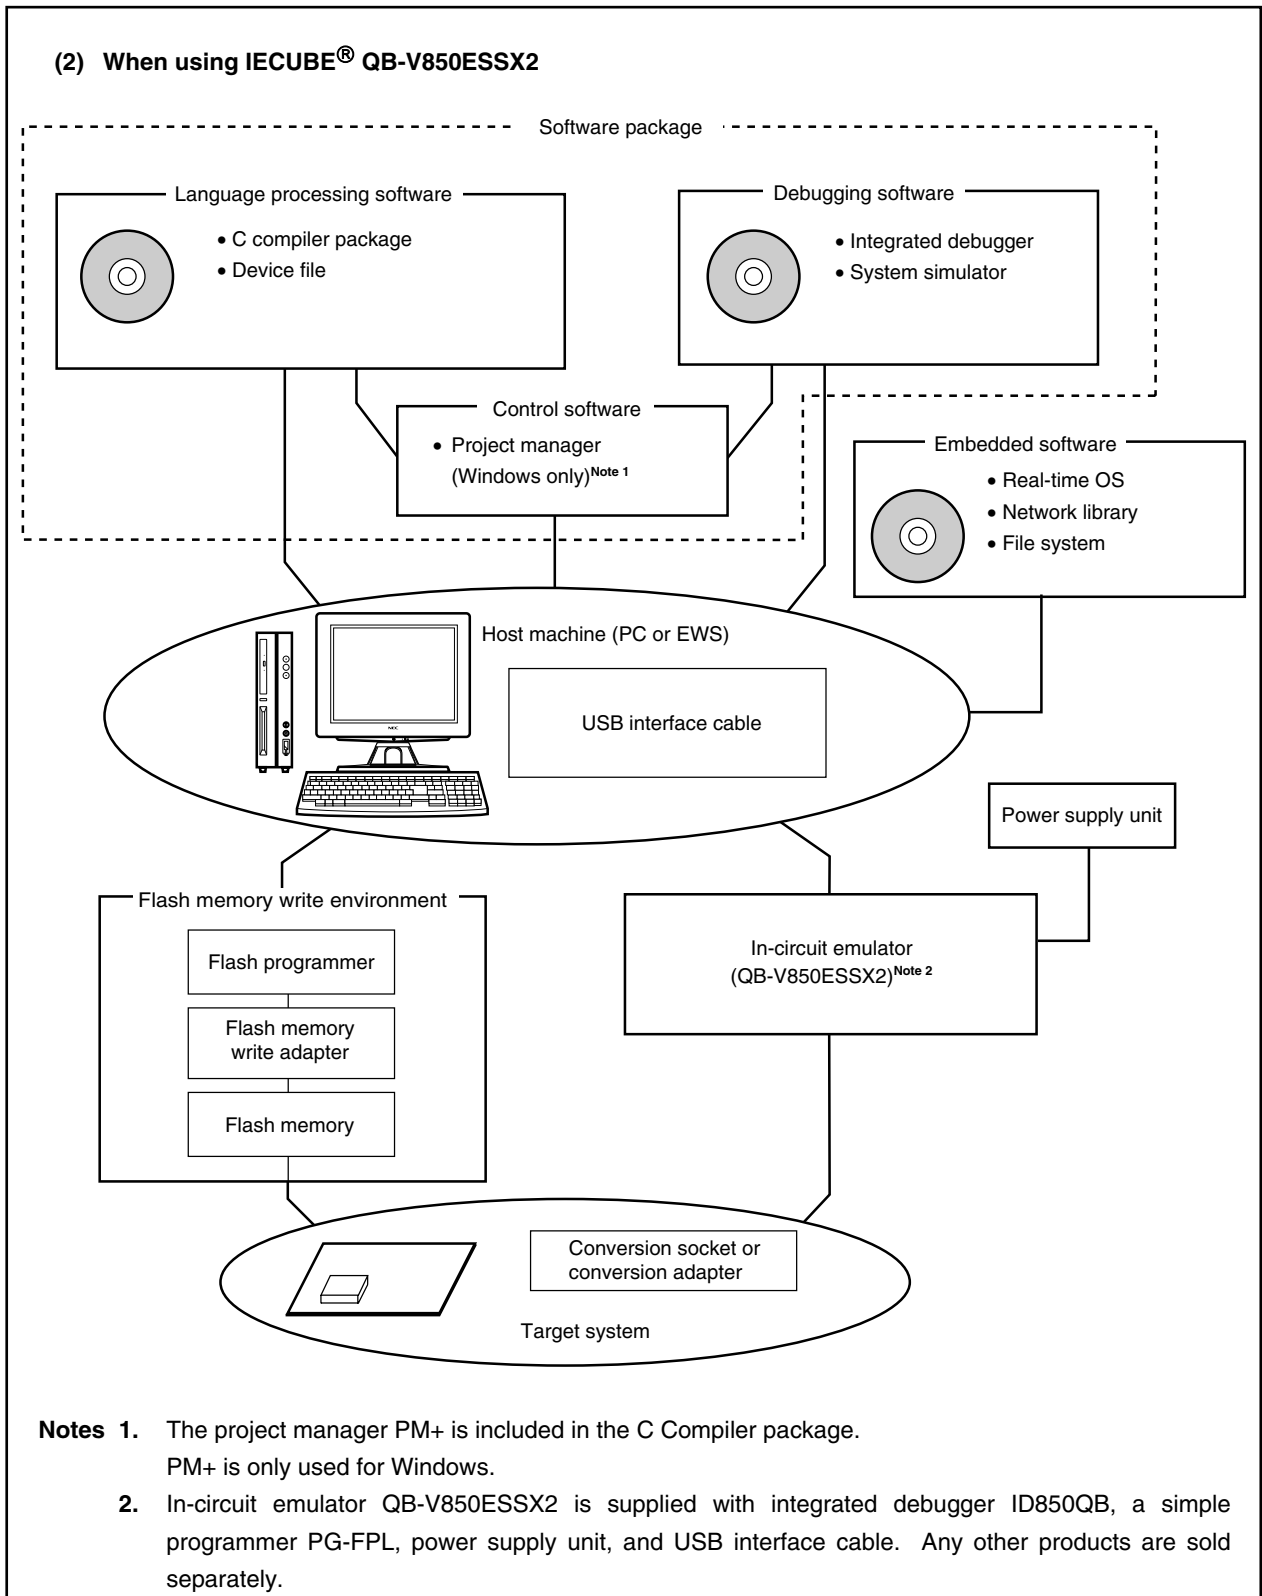 (2) When using IECUBE® QB-V850ESSX2
Software package
Language processing software
• C compiler package
• Device file
Debugging software
• Integrated debugger
• System simulator
Control software
• Project manager
(Windows only)Note 1
Embedded software
• Real-time OS
• Network library
• File system
Host machine (PC or EWS)
NEC
USB interface cable
Power supply unit
Flash memory write environment
Flash programmer
Flash memory
write adapter
Flash memory
In-circuit emulator
(QB-V850ESSX2)Note 2
Conversion socket or
conversion adapter
Target system
Notes 1. The project manager PM+ is included in the C Compiler package.
PM+ is only used for Windows.
2. In-circuit emulator QB-V850ESSX2 is supplied with integrated debugger ID850QB, a simple
programmer PG-FPL, power supply unit, and USB interface cable. Any other products are sold
separately.